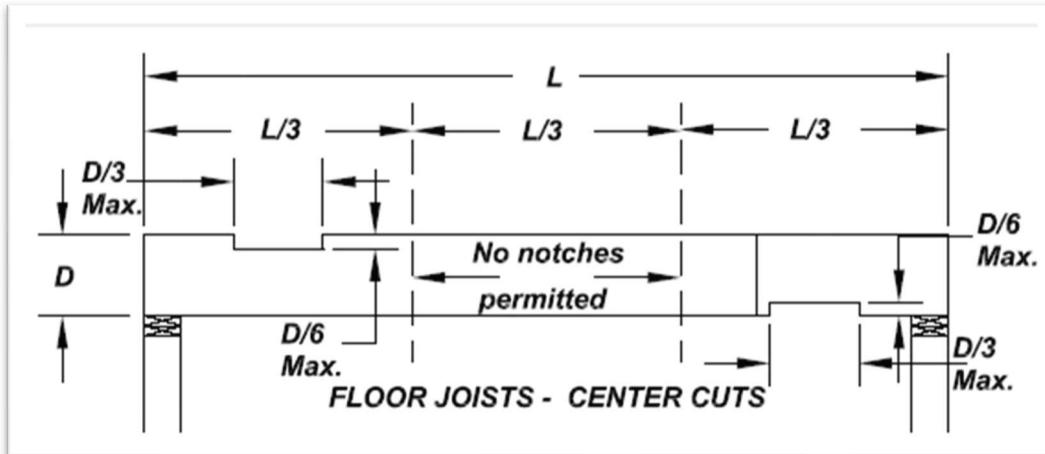 L
L/3
L/3
L/3
D/3
Max.
D
D/6
Max.
No notches
permitted
D/6
Max.
D/3
Max.
FLOOR JOISTS - CENTER CUTS